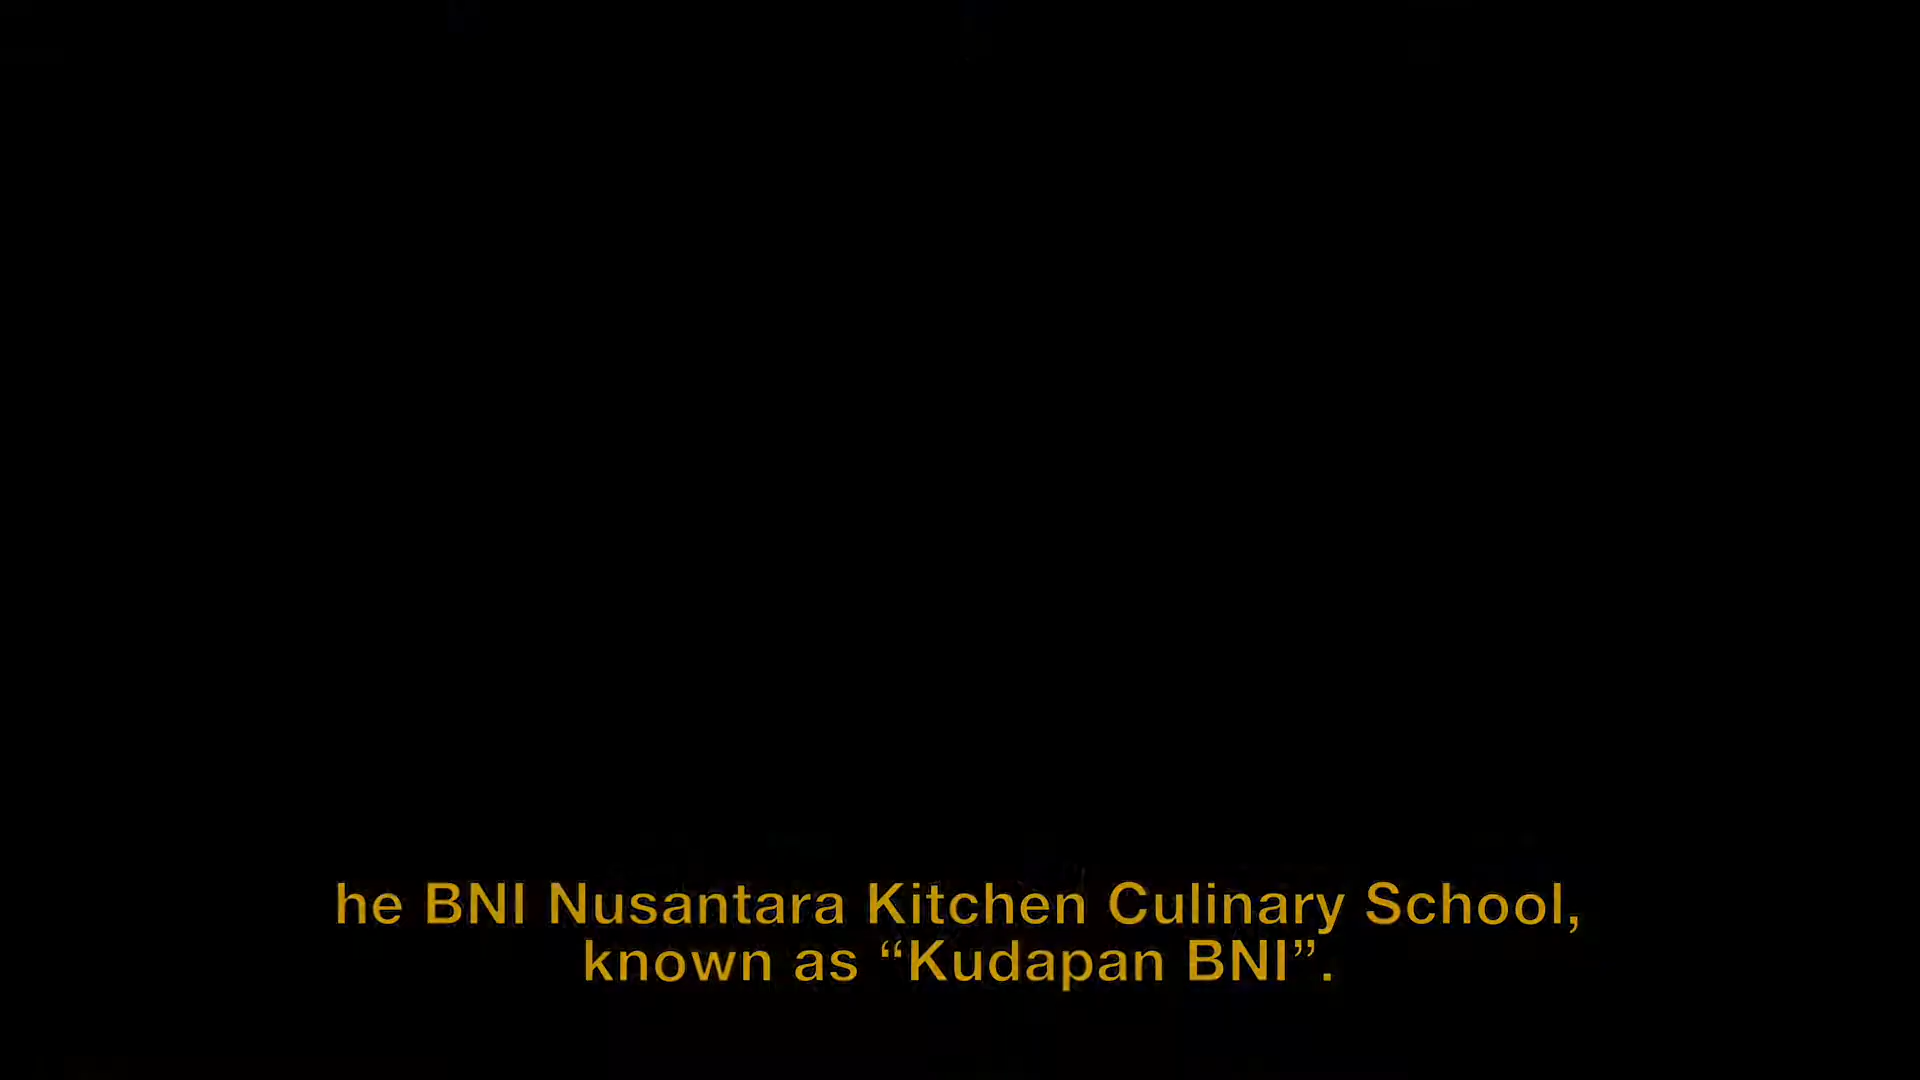 he BNI Nusantara Kitchen Culinary School,
known as “Kudapan BNI”.